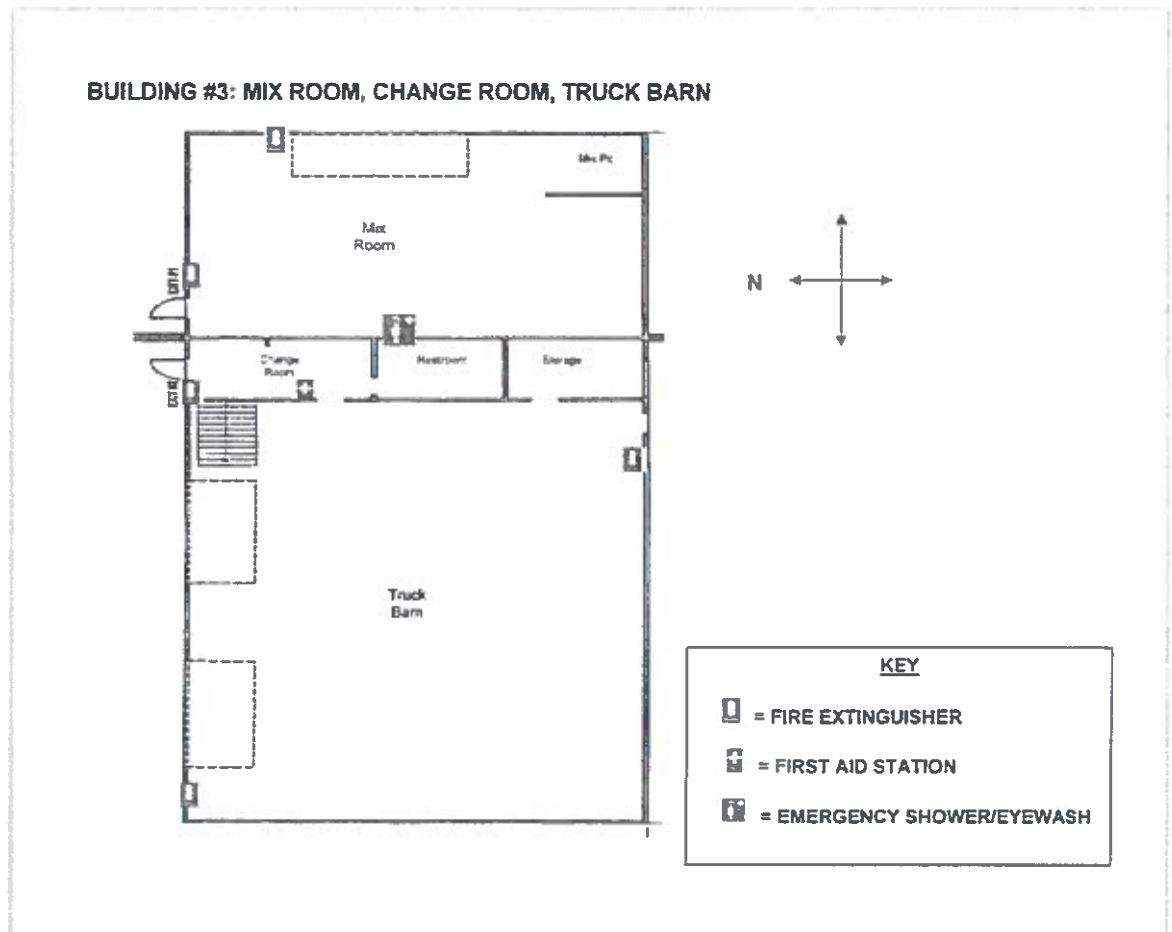 BUILDING #3: MIX ROOM, CHANGE ROOM, TRUCK BARN
Mix
Room
N
Change
Room
Restroom
Storage
Truck
Barn
KEY
= FIRE EXTINGUISHER
= FIRST AID STATION
= EMERGENCY SHOWER/EYEWASH